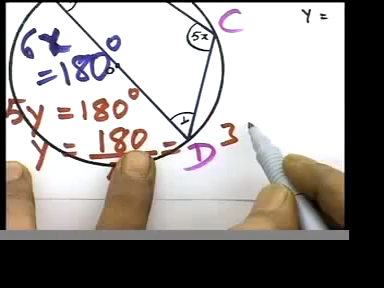 Y =
C
5x
6x
= 180°
5y = 180°
y = 180 =
D 3